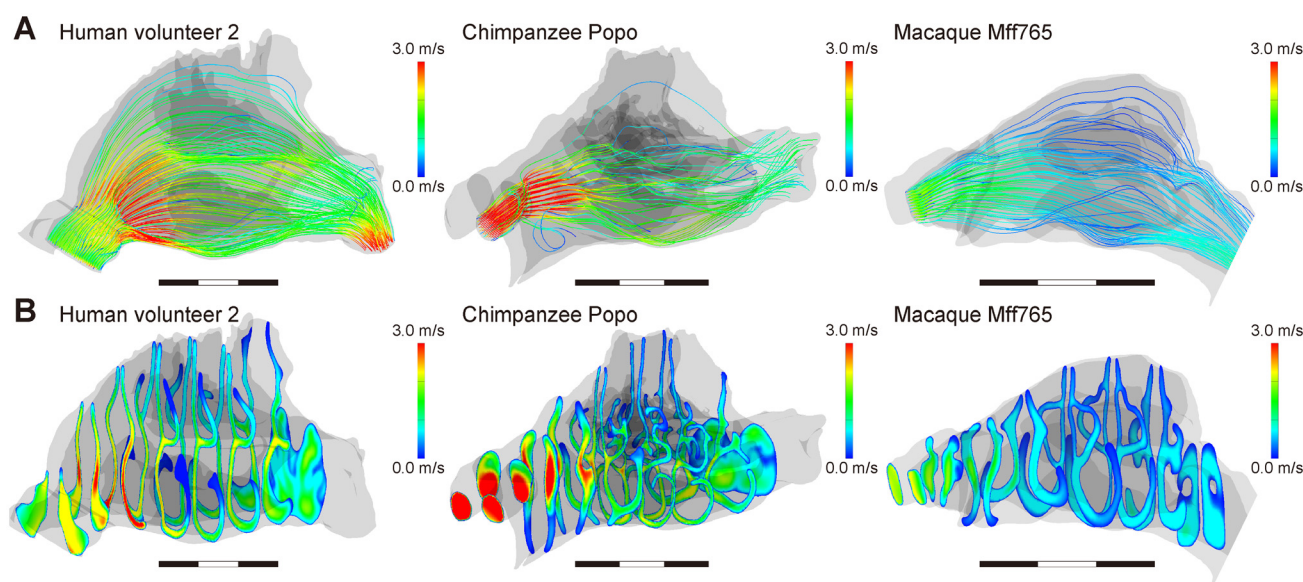 A
Human volunteer 2
3.0 m/s
0.0 m/s
Chimpanzee Popo
3.0 m/s
0.0 m/s
Macaque Mff765
3.0 m/s
0.0 m/s
B
Human volunteer 2
3.0 m/s
0.0 m/s
Chimpanzee Popo
3.0 m/s
0.0 m/s
Macaque Mff765
3.0 m/s
0.0 m/s